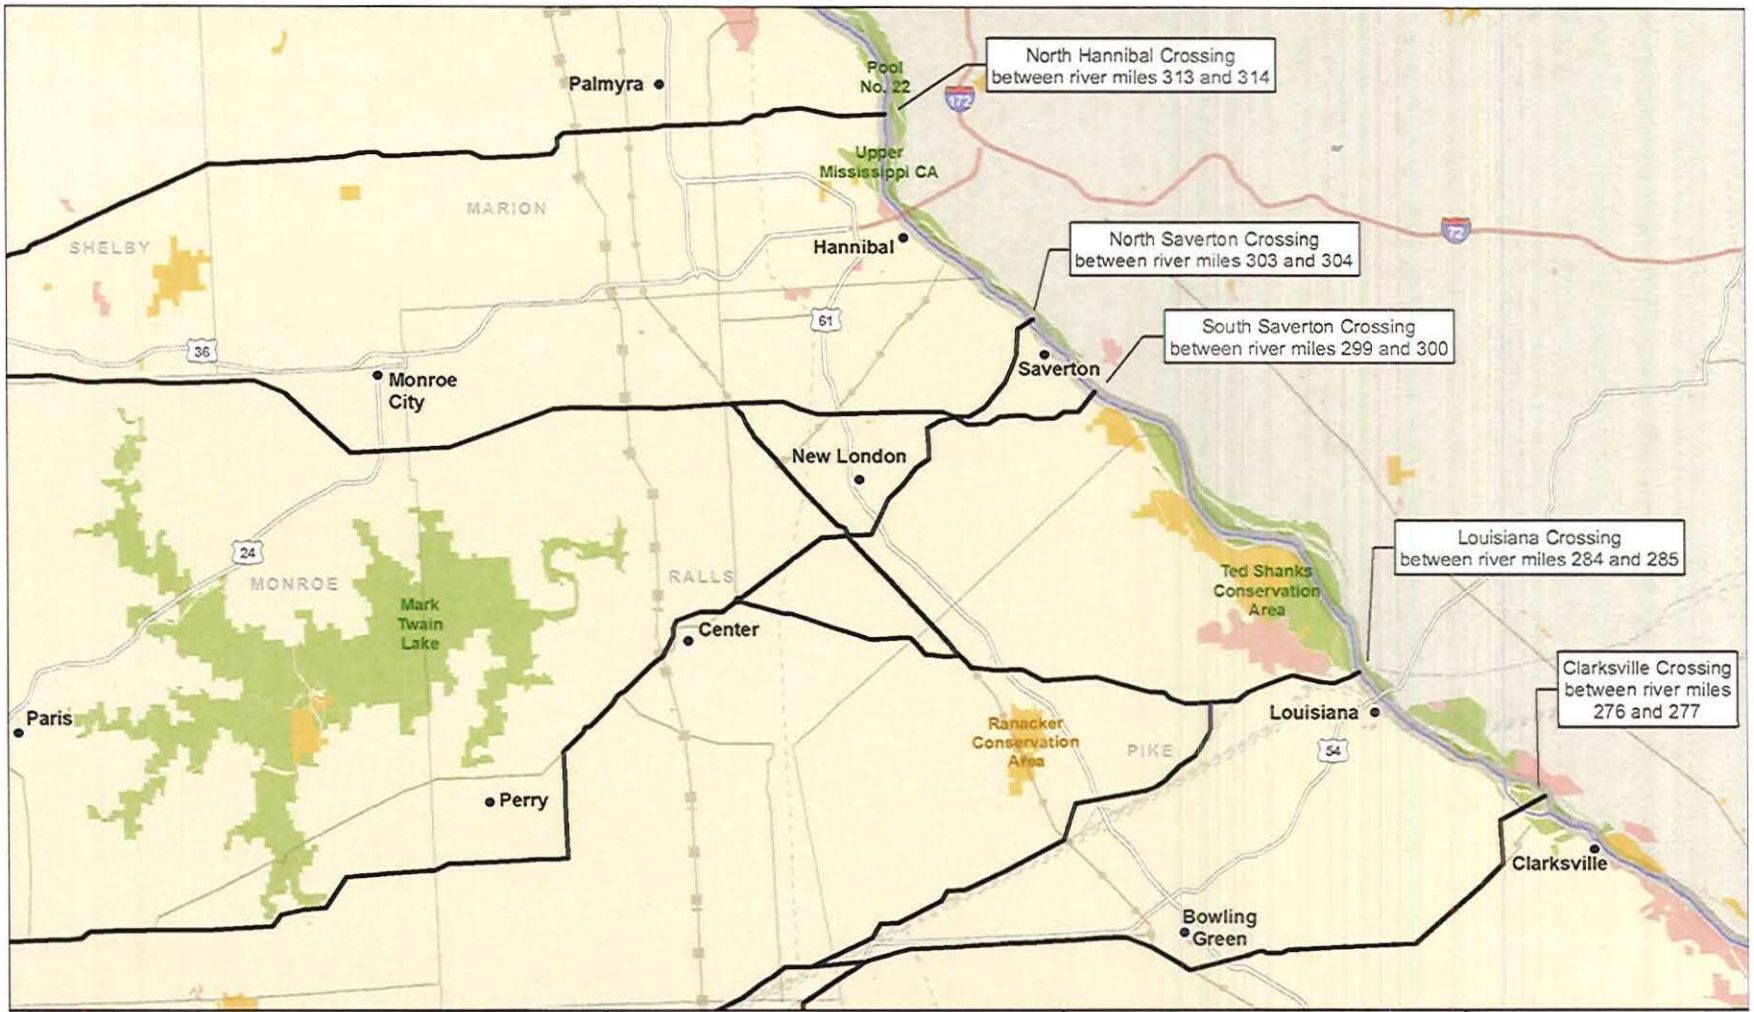 North Hannibal Crossing
between river miles 313 and 314
Pool
No. 22
Palmyra
172
Upper
Mississippi CA
MARION
SHELBY
Hannibal
72
North Saverton Crossing
between river miles 303 and 304
61
South Saverton Crossing
between river miles 299 and 300
36
Saverton
Monroe
City
New London
24
Louisiana Crossing
between river miles 284 and 285
MONROE
RALLS
Ted Shanks
Conservation
Area
Mark
Twain
Lake
Center
Clarksville Crossing
between river miles
276 and 277
Paris
Louisiana
Ranacker
Conservation
Area
PIKE
54
Perry
Clarksville
Bowling
Green